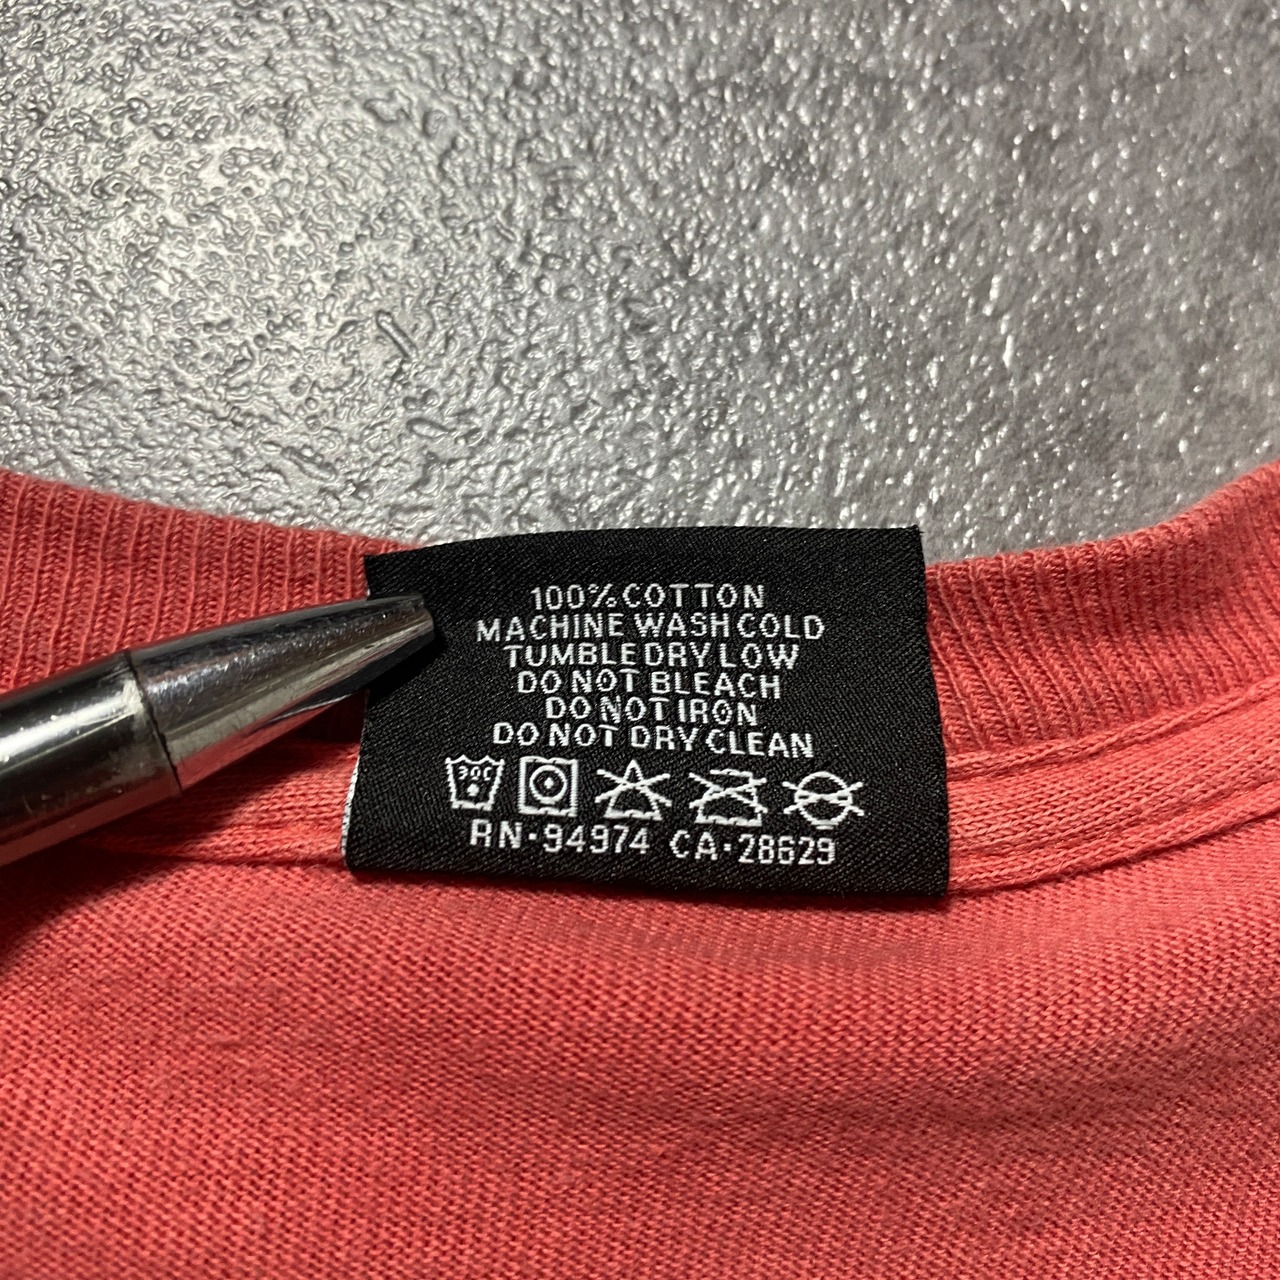 100% COTTON
MACHINE WASH COLD
TUMBLE DRY LOW
DO NOT BLEACH
DO NOT IRON
DO NOT DRY CLEAN
30C
RN·94974 CA·28629